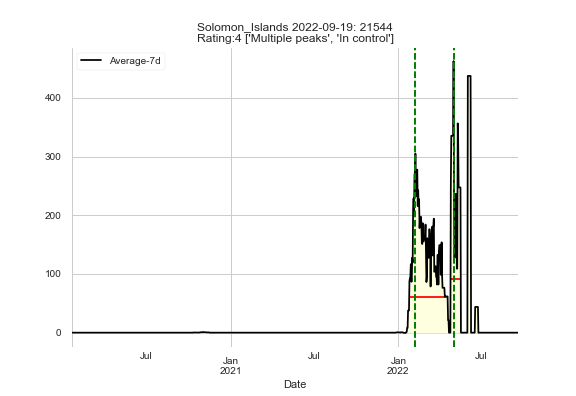 Solomon_Islands 2022-09-19: 21544
Rating:4 ['Multiple peaks', 'In control']
Average-7d
400
300
200
100
0
Jul
Jan
2021
Jul
Jan
2022
Jul
Date